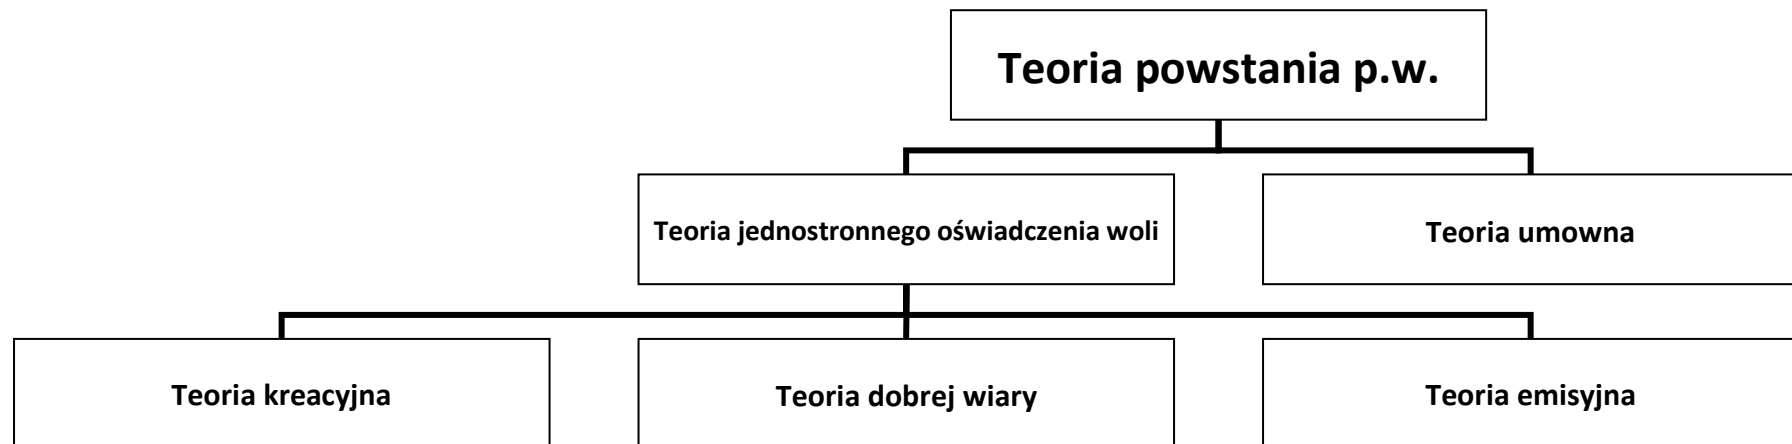 Teoria powstania p.w.
Teoria jednostronnego oświadczenia woli
Teoria umowna
Teoria kreacyjna
Teoria dobrej wiary
Teoria emisyjna